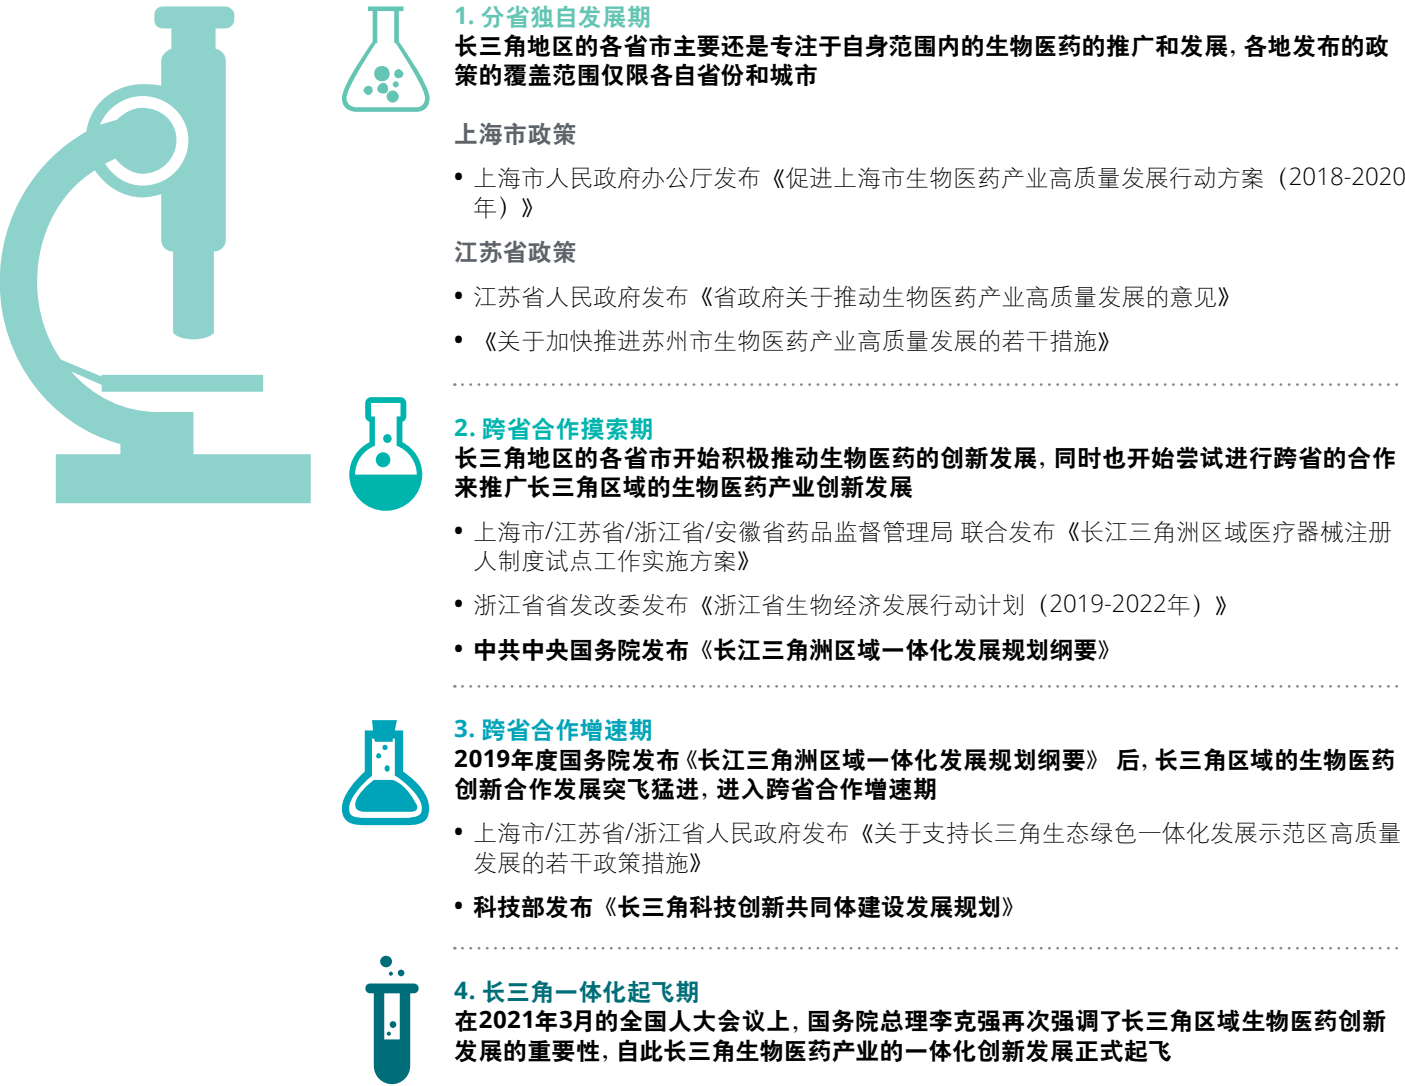 1. 分省独自发展期
长三角地区的各省市主要还是专注于自身范围内的生物医药的推广和发展, 各地发布的政
策的覆盖范围仅限各自省份和城市
上海市政策
• 上海市人民政府办公厅发布《促进上海市生物医药产业高质量发展行动方案（2018-2020
年）》
江苏省政策
• 江苏省人民政府发布《省政府关于推动生物医药产业高质量发展的意见》
• 《关于加快推进苏州市生物医药产业高质量发展的若干措施》
2. 跨省合作摸索期
长三角地区的各省市开始积极推动生物医药的创新发展, 同时也开始尝试进行跨省的合作
来推广长三角区域的生物医药产业创新发展
• 上海市/江苏省/浙江省/安徽省药品监督管理局 联合发布《长江三角洲区域医疗器械注册
人制度试点工作实施方案》
• 浙江省省发改委发布《浙江省生物经济发展行动计划（2019-2022年）》
• 中共中央国务院发布《长江三角洲区域一体化发展规划纲要》
3. 跨省合作增速期
2019年度国务院发布《长江三角洲区域一体化发展规划纲要》 后, 长三角区域的生物医药
创新合作发展突飞猛进, 进入跨省合作增速期
• 上海市/江苏省/浙江省人民政府发布《关于支持长三角生态绿色一体化发展示范区高质量
发展的若干政策措施》
• 科技部发布《长三角科技创新共同体建设发展规划》
4. 长三角一体化起飞期
在2021年3月的全国人大会议上, 国务院总理李克强再次强调了长三角区域生物医药创新
发展的重要性, 自此长三角生物医药产业的一体化创新发展正式起飞